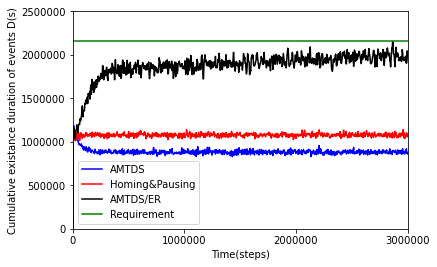 2500000
2000000
1500000
1000000
500000
0
Cumulative existance duration of events D(s)
AMTDS
Homing&Pausing
AMTDS/ER
Requirement
0
1000000
2000000
3000000
Time(steps)